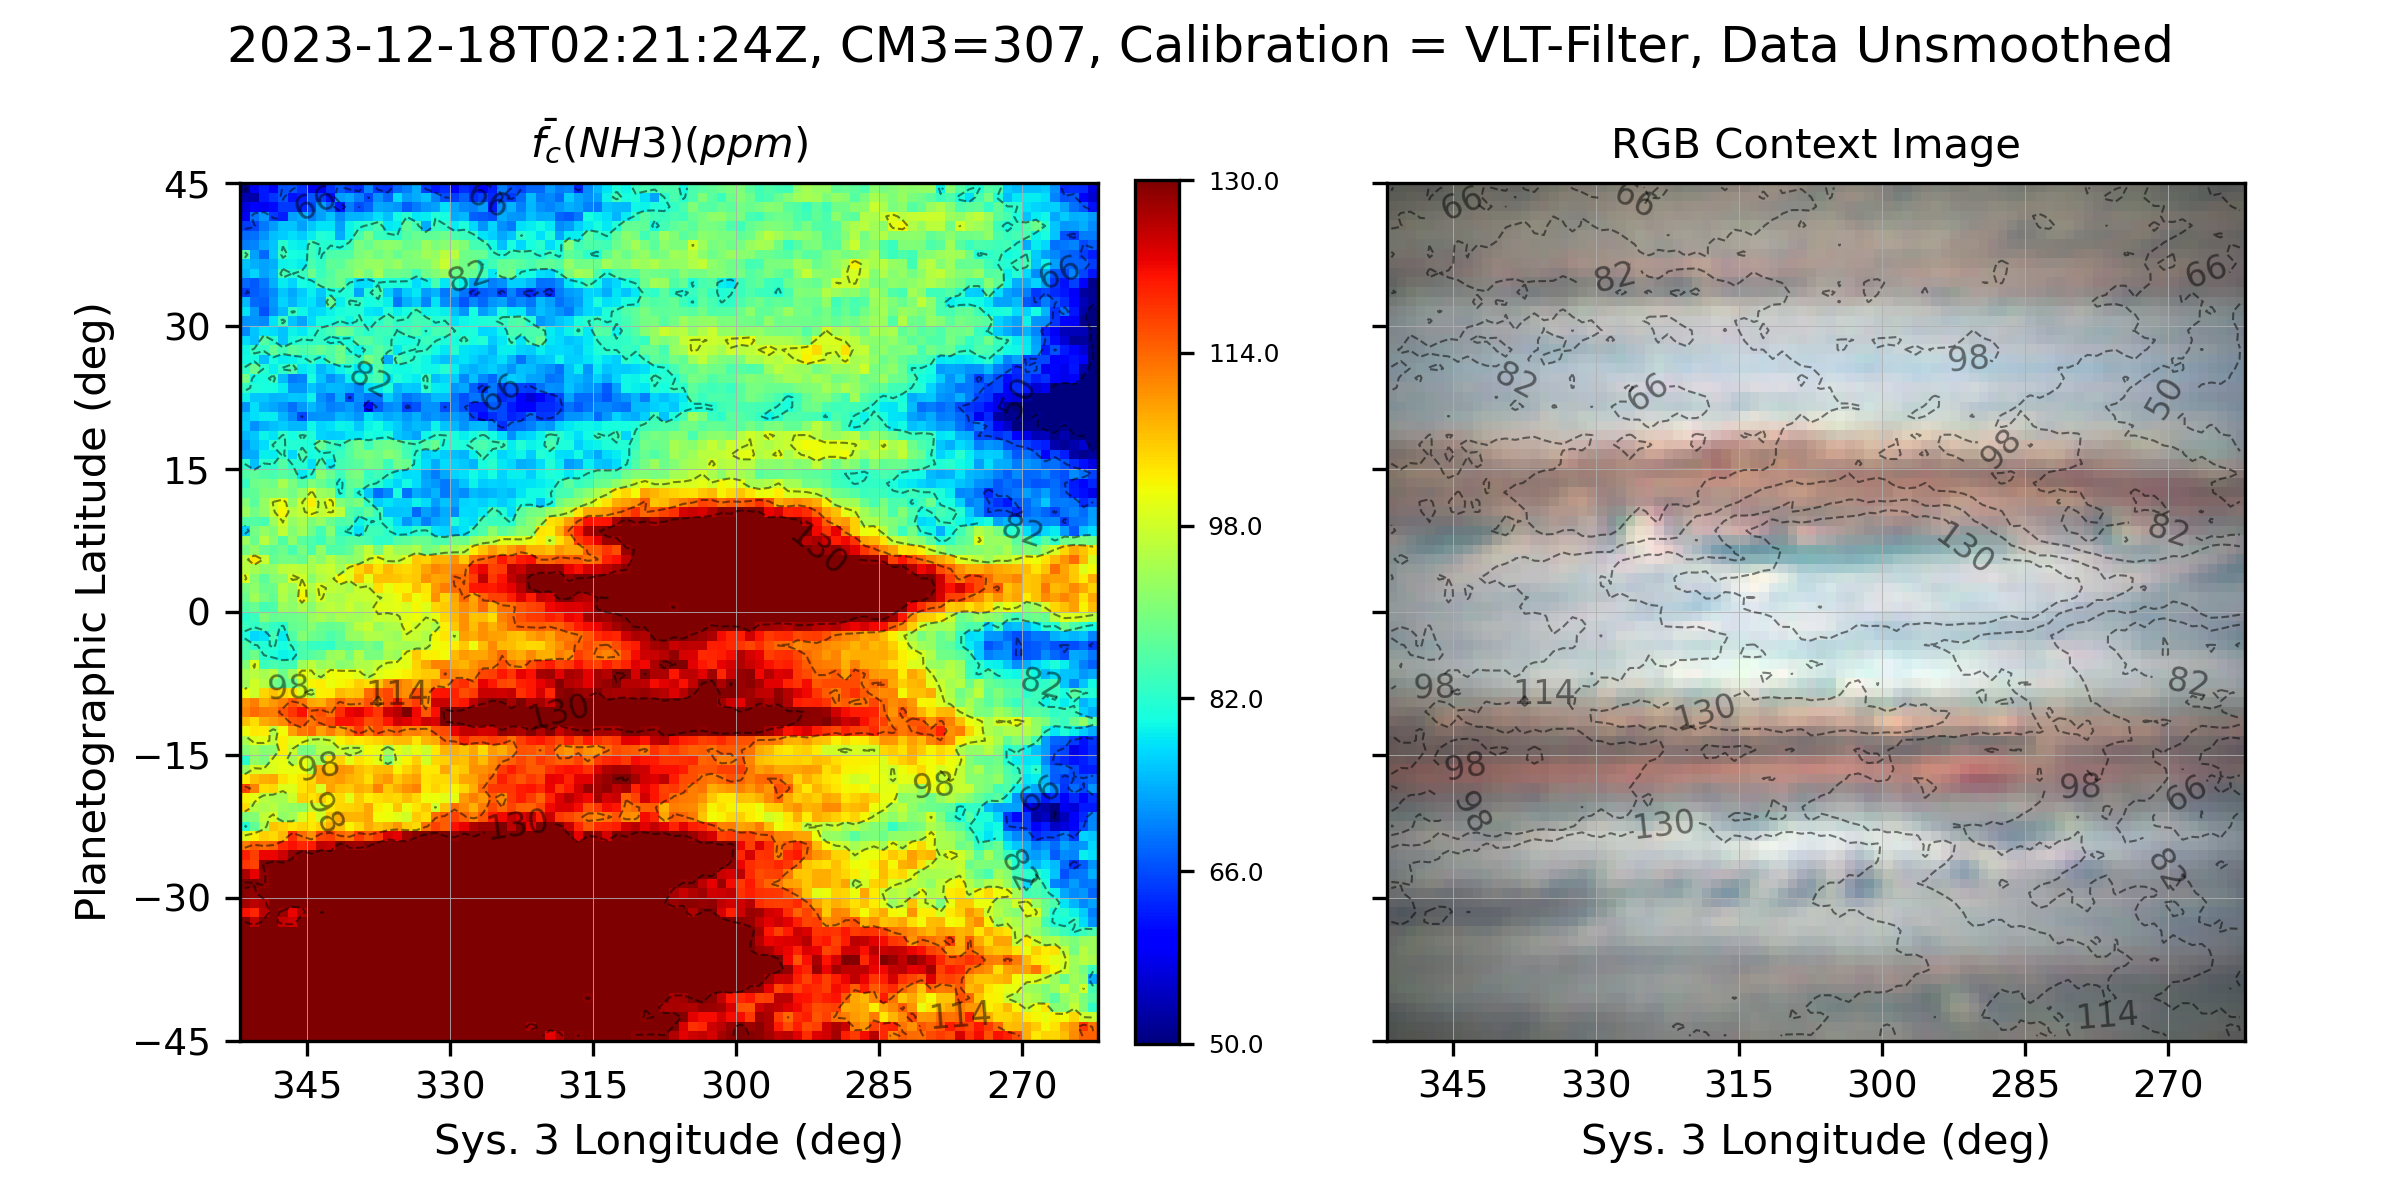 2023-12-18T02:21:24Z, CM3=307, Calibration = VLT-Filter, Data Unsmoothed
f̄c(NH3)(ppm)
RGB Context Image
Planetographic Latitude (deg)
45
30
15
0
−15
−30
−45
345 330 315 300 285 270
Sys. 3 Longitude (deg)
66 66 82 66 82 66 50 82 130 98 114 130 82 98 98 98 66 130 82 114
130.0
114.0
98.0
82.0
66.0
50.0
66 66 82 66 98 82 66 50 98 82 130 98 114 130 82 98 98 98 66 130 82 114
345 330 315 300 285 270
Sys. 3 Longitude (deg)